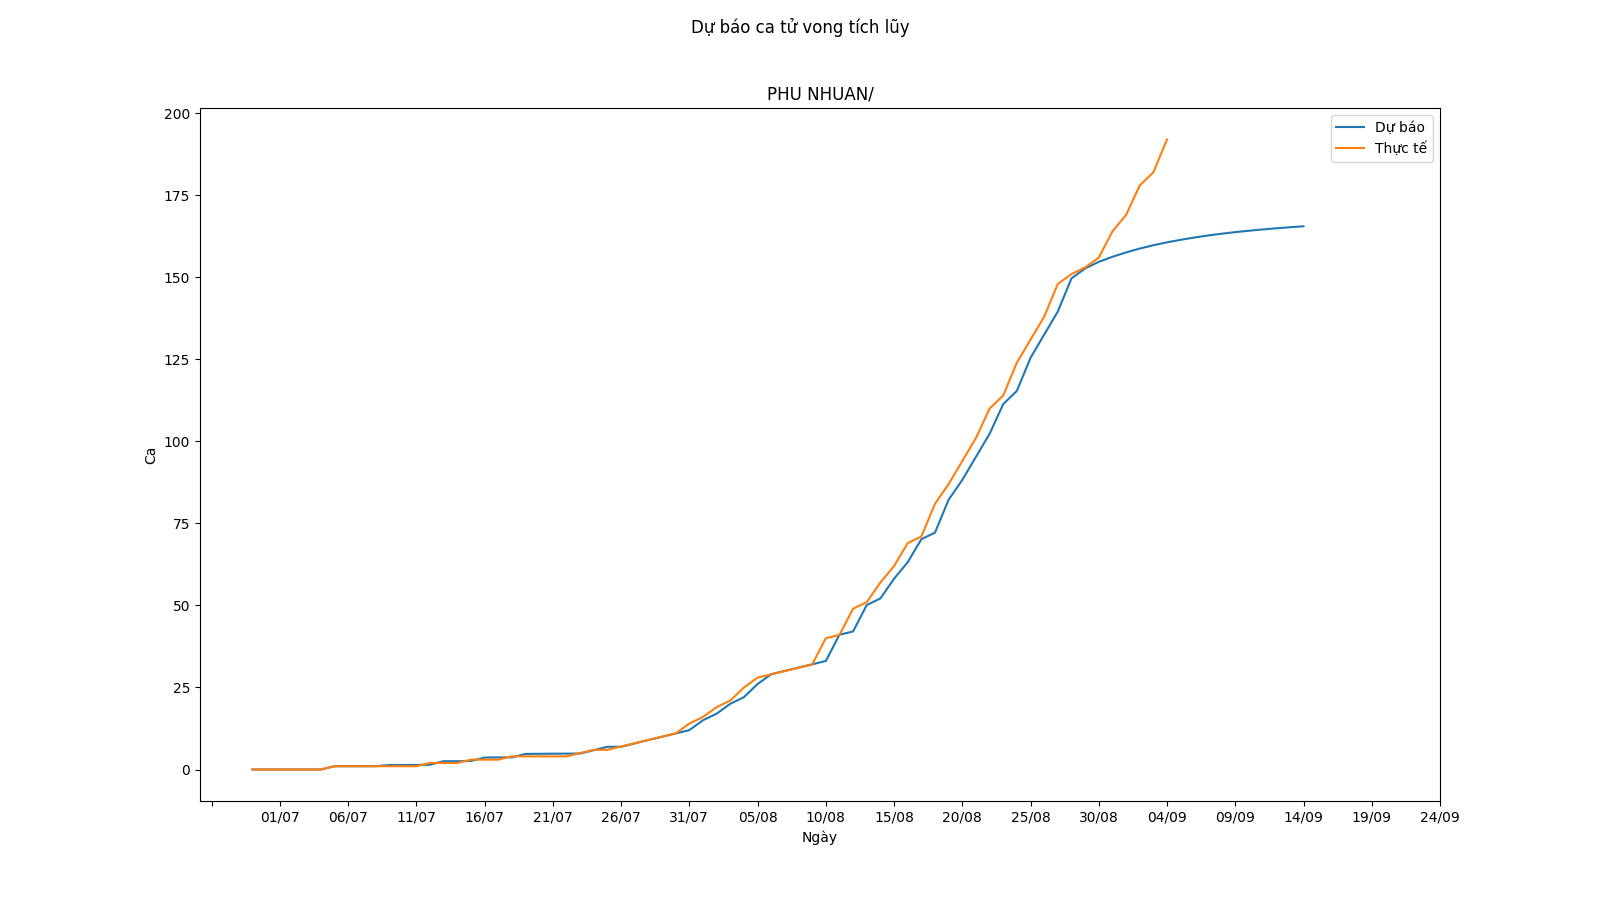 Dự báo ca tử vong tích lũy
PHU NHUAN/
200
175
150
125
100
75
50
25
0
Ca
Dự báo
Thực tế
01/07 06/07 11/07 16/07 21/07 26/07 31/07 05/08 10/08 15/08 20/08 25/08 30/08 04/09 09/09 14/09 19/09 24/09
Ngày